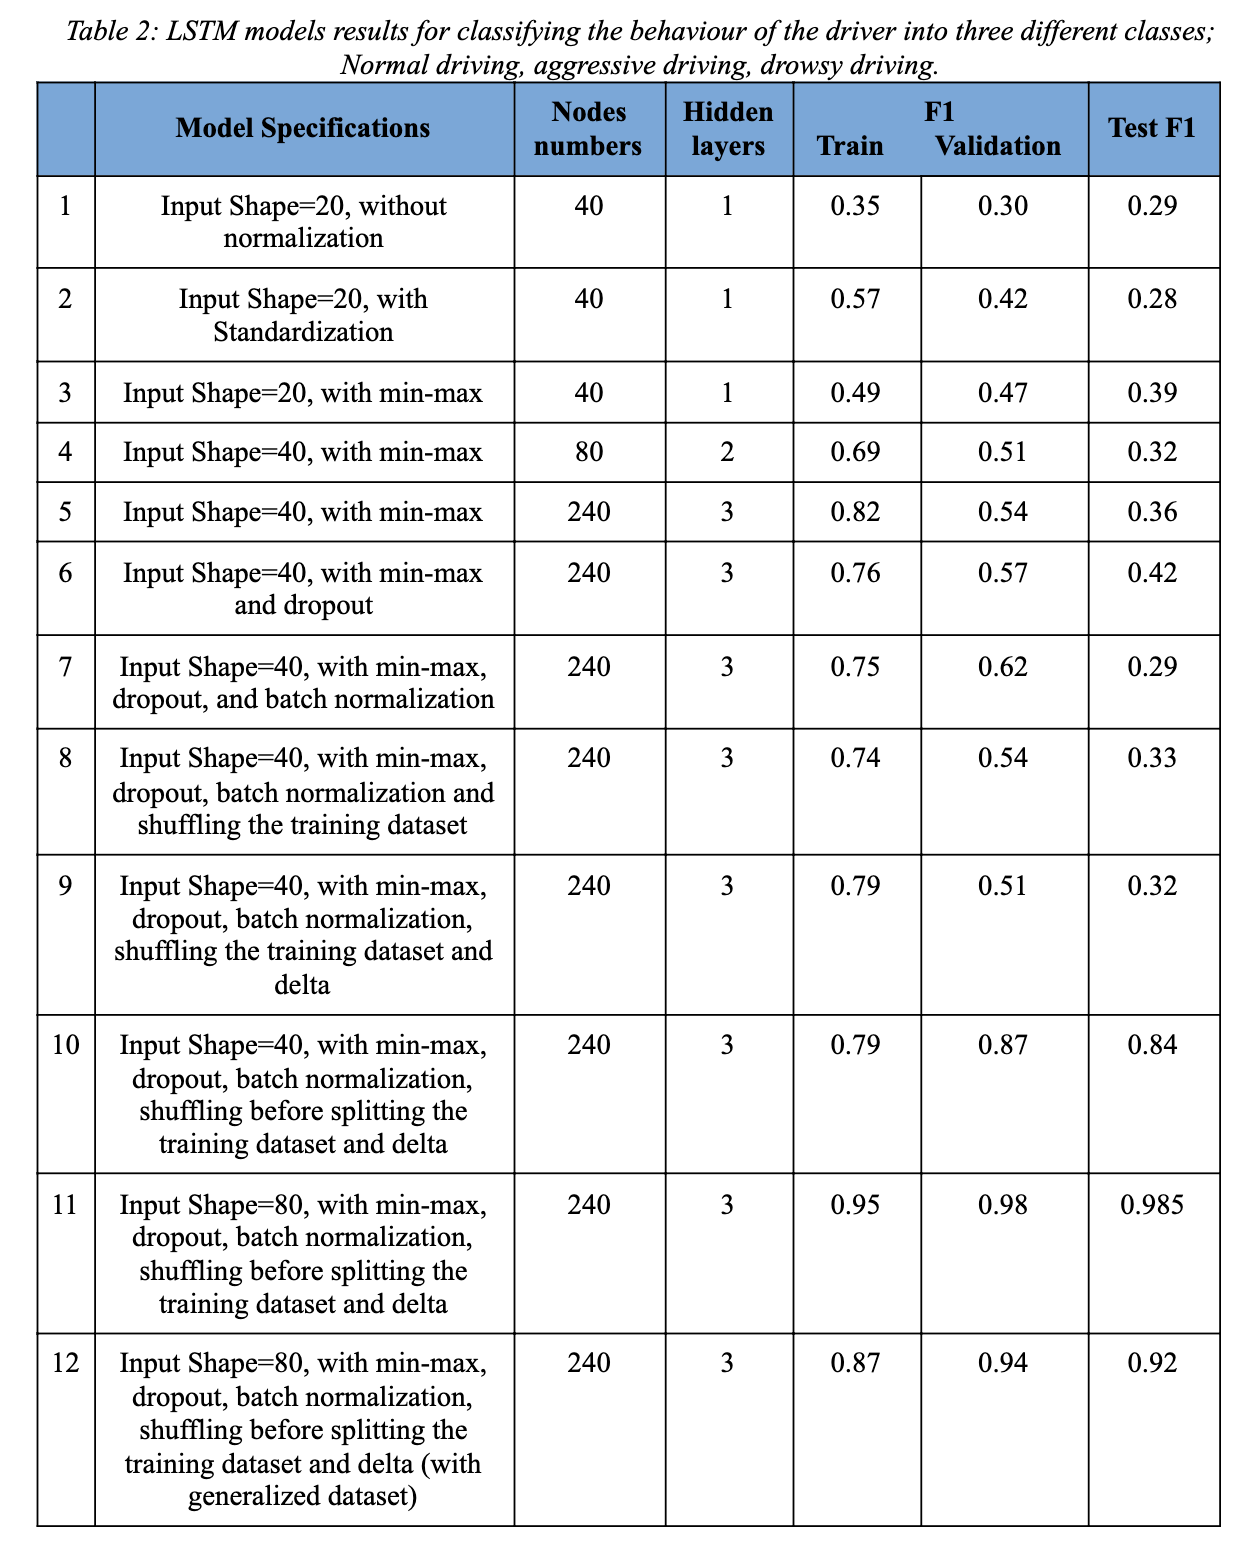 Table 2: LSTM models results for classifying the behaviour of the driver into three different classes;
Normal driving, aggressive driving, drowsy driving.
Model Specifications
Nodes
numbers
Hidden
layers
F1
Train Validation
Test F1
1 Input Shape=20, without 40 1 0.35 0.30 0.29
normalization
2 Input Shape=20, with 40 1 0.57 0.42 0.28
Standardization
3 Input Shape=20, with min-max 40 1 0.49 0.47 0.39
4 Input Shape=40, with min-max 80 2 0.69 0.51 0.32
5 Input Shape=40, with min-max 240 3 0.82 0.54 0.36
6 Input Shape=40, with min-max 240 3 0.76 0.57 0.42
and dropout
7 Input Shape=40, with min-max, 240 3 0.75 0.62 0.29
dropout, and batch normalization
8 Input Shape=40, with min-max, 240 3 0.74 0.54 0.33
dropout, batch normalization and
shuffling the training dataset
9 Input Shape=40, with min-max, 240 3 0.79 0.51 0.32
dropout, batch normalization,
shuffling the training dataset and
delta
10 Input Shape=40, with min-max, 240 3 0.79 0.87 0.84
dropout, batch normalization,
shuffling before splitting the
training dataset and delta
11 Input Shape=80, with min-max, 240 3 0.95 0.98 0.985
dropout, batch normalization,
shuffling before splitting the
training dataset and delta
12 Input Shape=80, with min-max, 240 3 0.87 0.94 0.92
dropout, batch normalization,
shuffling before splitting the
training dataset and delta (with
generalized dataset)